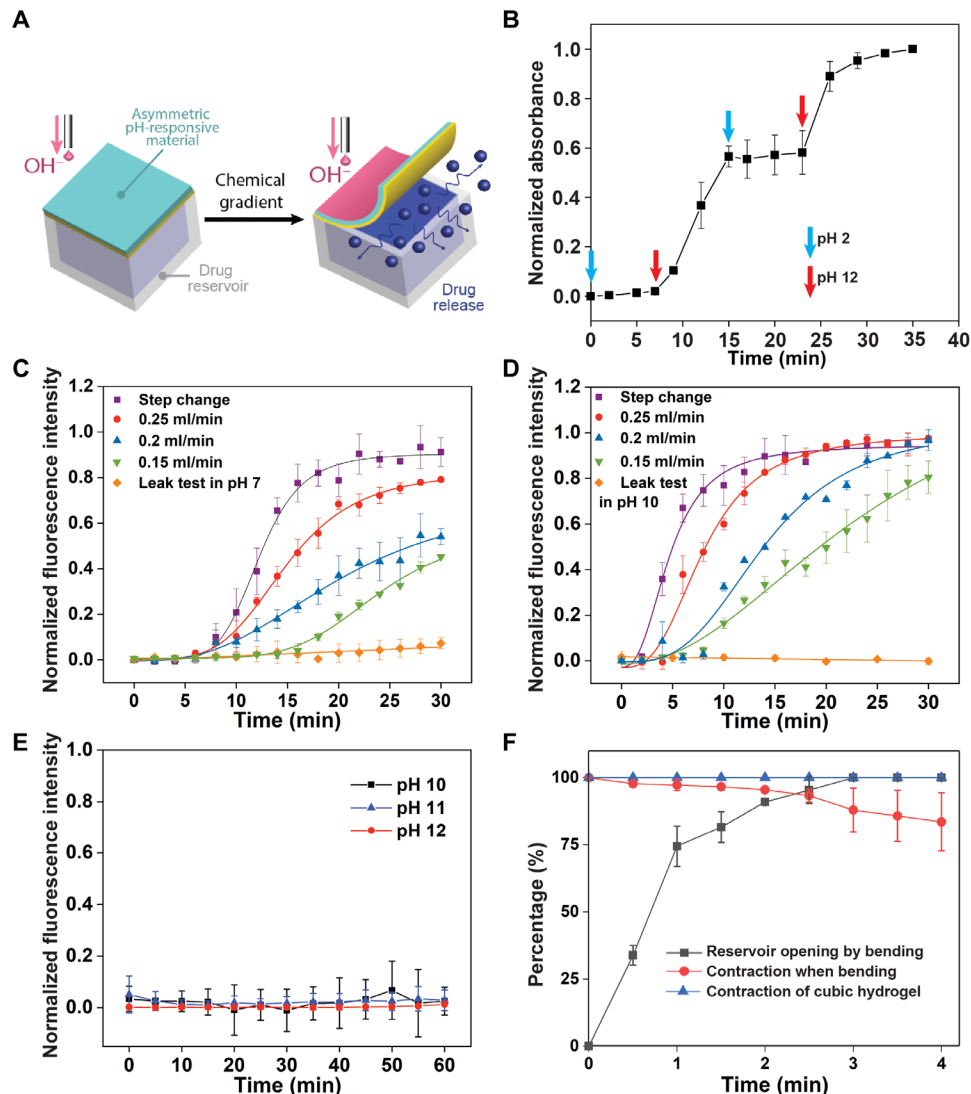 A
Asymmetric
pH-responsive
material
OH⁻
Chemical
gradient
OH⁻
Drug
reservoir
Drug
release
B
Normalized absorbance
1.0
0.8
0.6
0.4
0.2
0.0
pH 2
pH 12
0 5 10 15 20 25 30 35 40
Time (min)
C
Normalized fluorescence intensity
1.2
1.0
0.8
0.6
0.4
0.2
0.0
Step change
0.25 ml/min
0.2 ml/min
0.15 ml/min
Leak test in pH 7
0 5 10 15 20 25 30
Time (min)
D
Normalized fluorescence intensity
1.2
1.0
0.8
0.6
0.4
0.2
0.0
Step change
0.25 ml/min
0.2 ml/min
0.15 ml/min
Leak test
in pH 10
0 5 10 15 20 25 30
Time (min)
E
Normalized fluorescence intensity
1.0
0.8
0.6
0.4
0.2
0.0
pH 10
pH 11
pH 12
0 10 20 30 40 50 60
Time (min)
F
Percentage (%)
100
75
50
25
0
Reservoir opening by bending
Contraction when bending
Contraction of cubic hydrogel
0 1 2 3 4
Time (min)